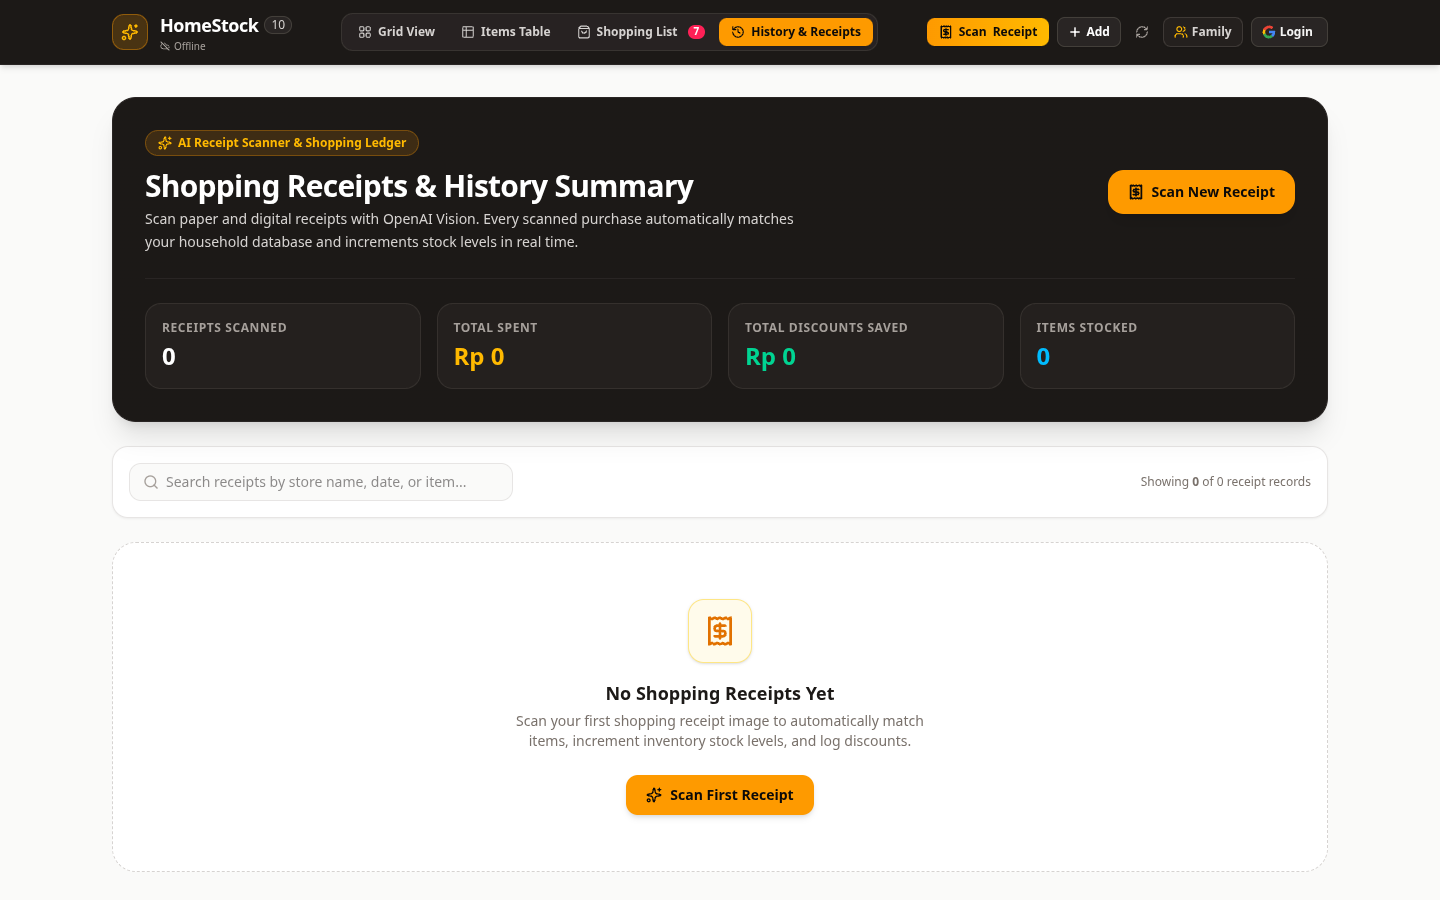 HomeStock 10
Offline
Grid View
Items Table
Shopping List 7
History & Receipts
Scan Receipt
Add
Family
Login
AI Receipt Scanner & Shopping Ledger
Shopping Receipts & History Summary
Scan paper and digital receipts with OpenAI Vision. Every scanned purchase automatically matches
your household database and increments stock levels in real time.
Scan New Receipt
RECEIPTS SCANNED
0
TOTAL SPENT
Rp 0
TOTAL DISCOUNTS SAVED
Rp 0
ITEMS STOCKED
0
Search receipts by store name, date, or item...
Showing 0 of 0 receipt records
No Shopping Receipts Yet
Scan your first shopping receipt image to automatically match
items, increment inventory stock levels, and log discounts.
Scan First Receipt